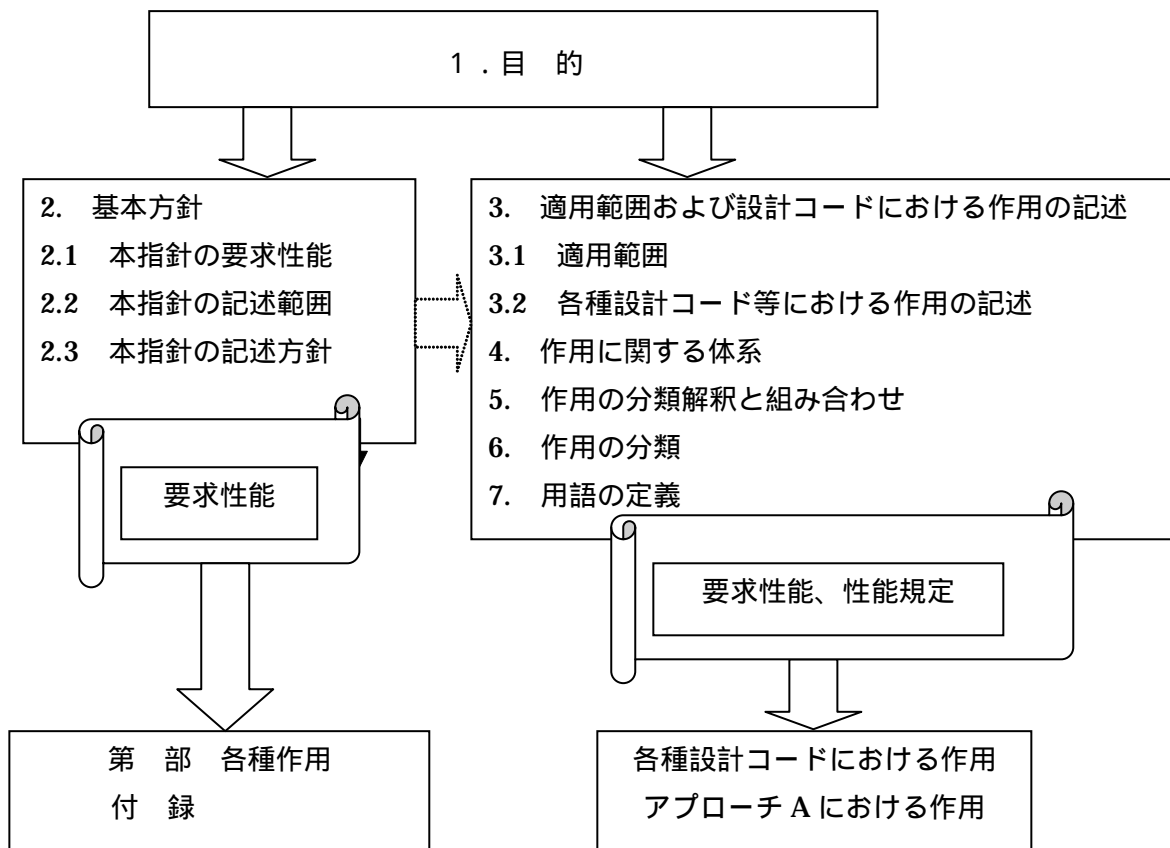 1 .目 的
2. 基本方針
2.1 本指針の要求性能
2.2 本指針の記述範囲
2.3 本指針の記述方針
要求性能
3. 適用範囲および設計コードにおける作用の記述
3.1 適用範囲
3.2 各種設計コード等における作用の記述
4. 作用に関する体系
5. 作用の分類解釈と組み合わせ
6. 作用の分類
7. 用語の定義
要求性能、性能規定
第 部 各種作用
付 録
各種設計コードにおける作用
アプローチ A における作用